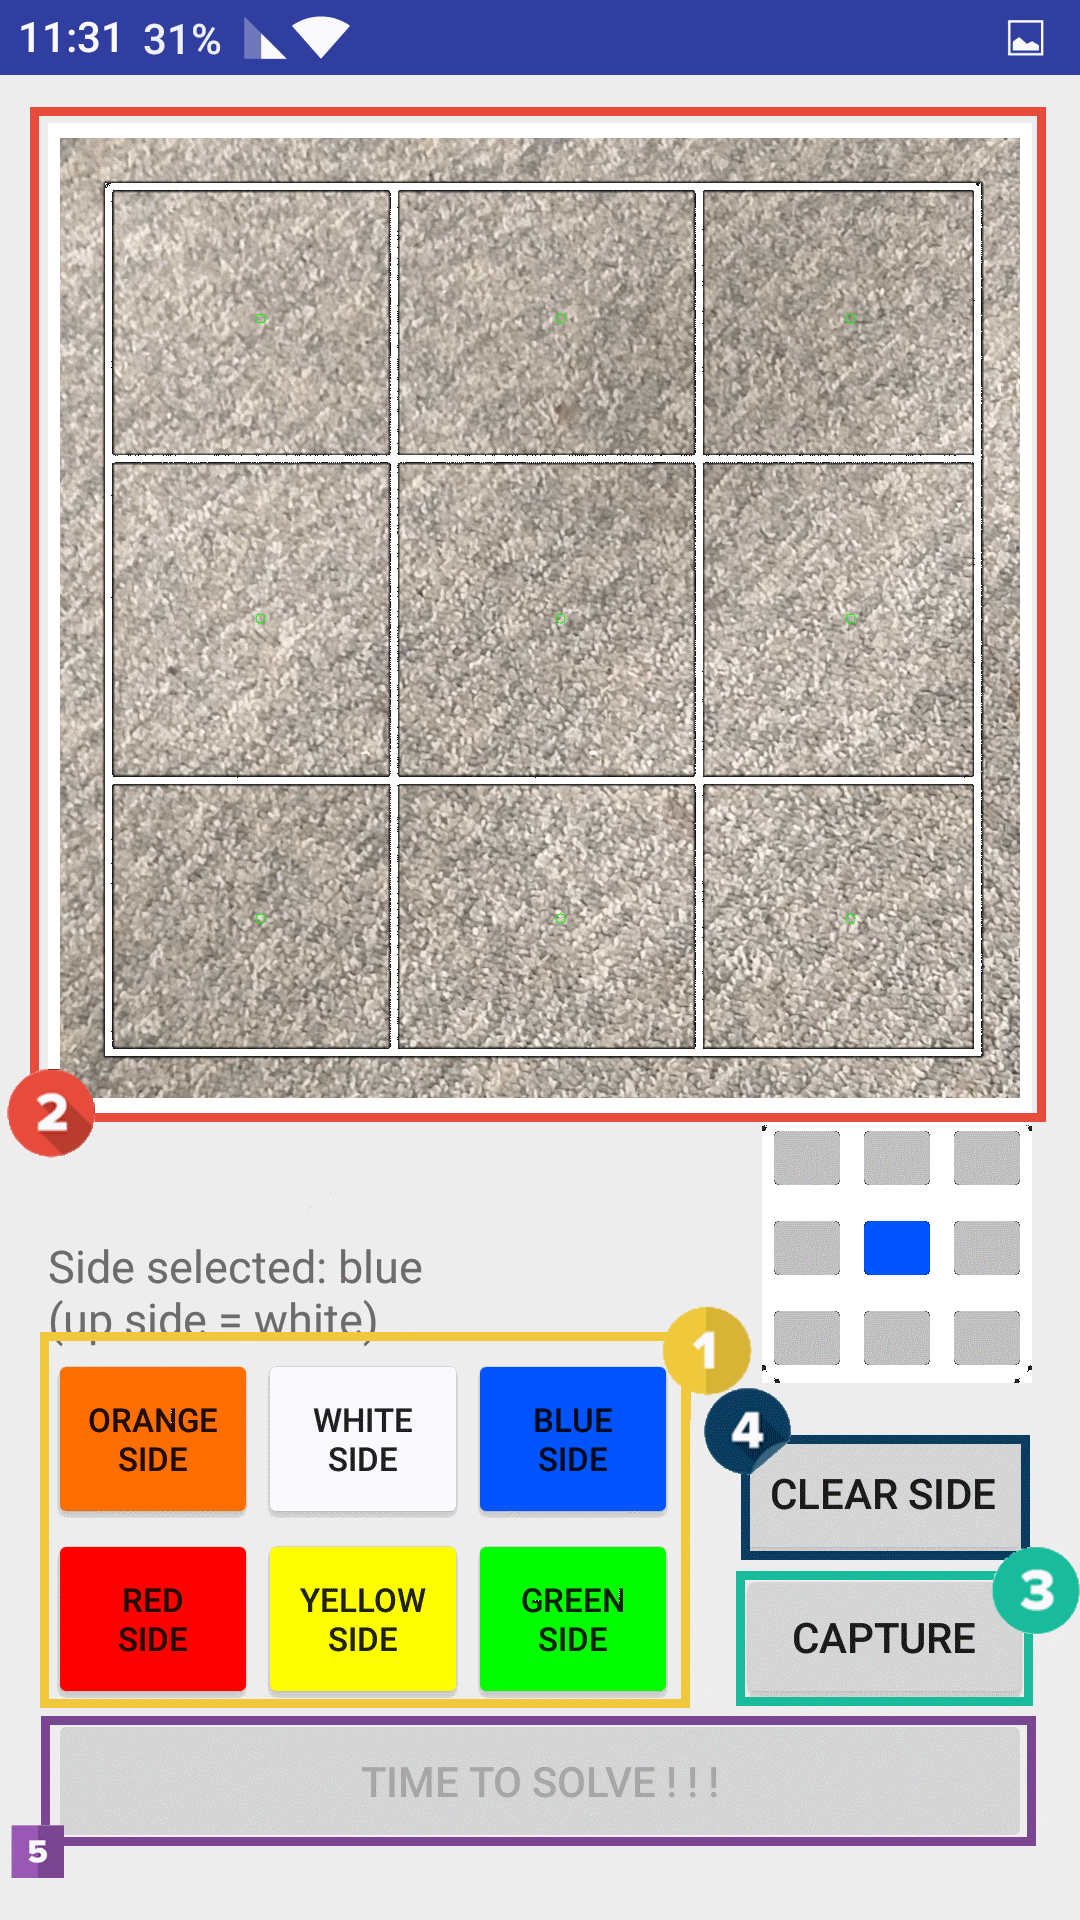 11:31 31%
2
Side selected: blue
(up side = white)
1
ORANGE
SIDE
WHITE
SIDE
BLUE
SIDE
4
CLEAR SIDE
RED
SIDE
YELLOW
SIDE
GREEN
SIDE
3
CAPTURE
TIME TO SOLVE ! ! !
5